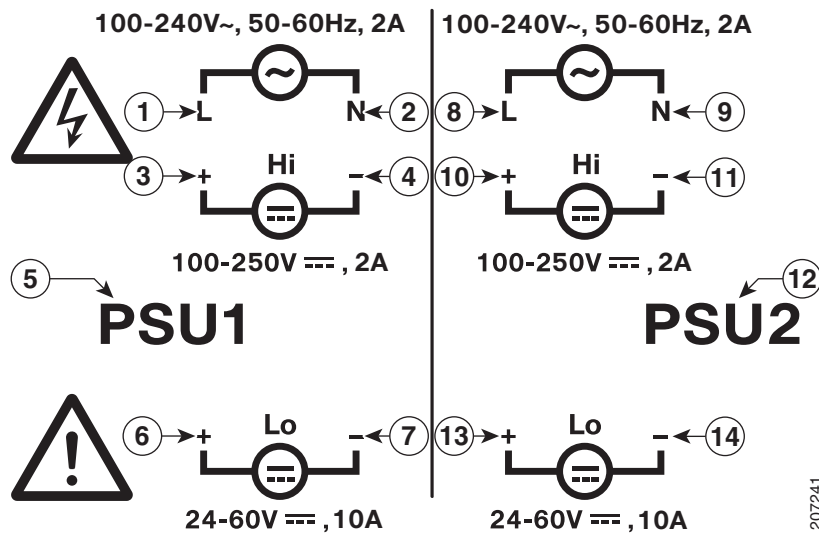 100-240V~, 50-60Hz, 2A 100-240V~, 50-60Hz, 2A
1 L N 2 8 L N 9
Hi Hi
3 + − 4 10 + − 11
100-250V ⎓ , 2A 100-250V ⎓ , 2A
5 12
PSU1 PSU2
Lo Lo
6 + − 7 13 + − 14
24-60V ⎓ , 10A 24-60V ⎓ , 10A
207241